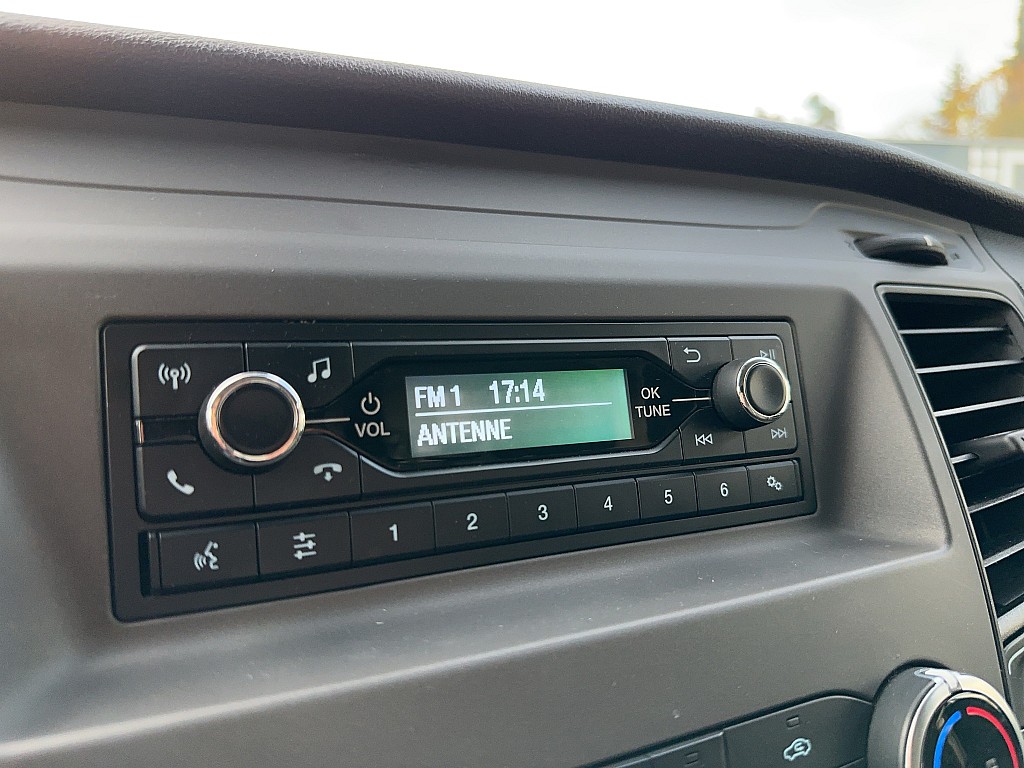 FM 1 17:14
ANTENNE
VOL
OK
TUNE
1 2 3 4 5 6